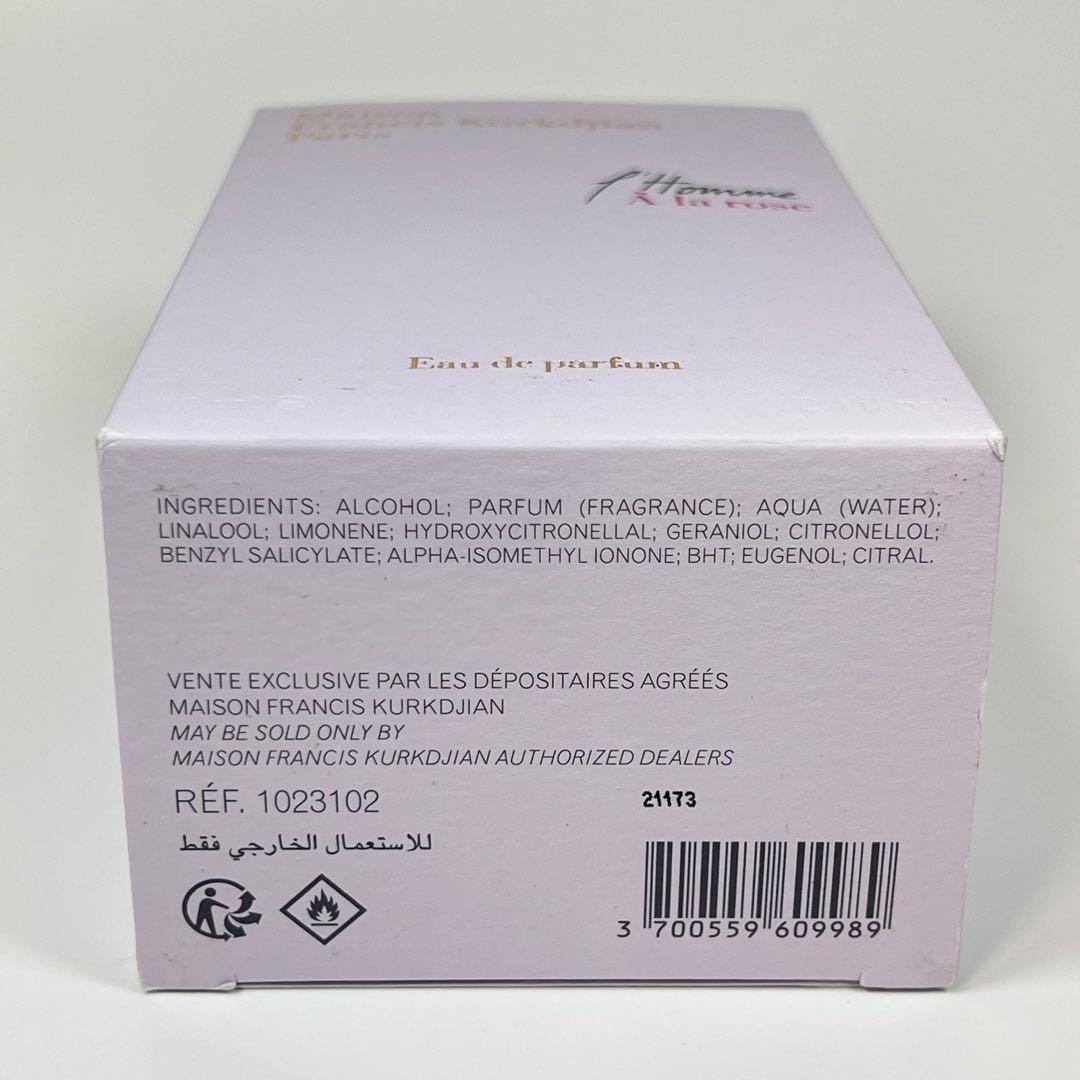 Maison
Francis Kurkdjian
Paris
l'Homme
À la rose
Eau de parfum
INGREDIENTS: ALCOHOL; PARFUM (FRAGRANCE); AQUA (WATER);
LINALOOL; LIMONENE; HYDROXYCITRONELLAL; GERANIOL; CITRONELLOL;
BENZYL SALICYLATE; ALPHA-ISOMETHYL IONONE; BHT; EUGENOL; CITRAL.
VENTE EXCLUSIVE PAR LES DÉPOSITAIRES AGRÉÉS
MAISON FRANCIS KURKDJIAN
MAY BE SOLD ONLY BY
MAISON FRANCIS KURKDJIAN AUTHORIZED DEALERS
RÉF. 1023102
21173
للاستعمال الخارجي فقط
3 700559 609989